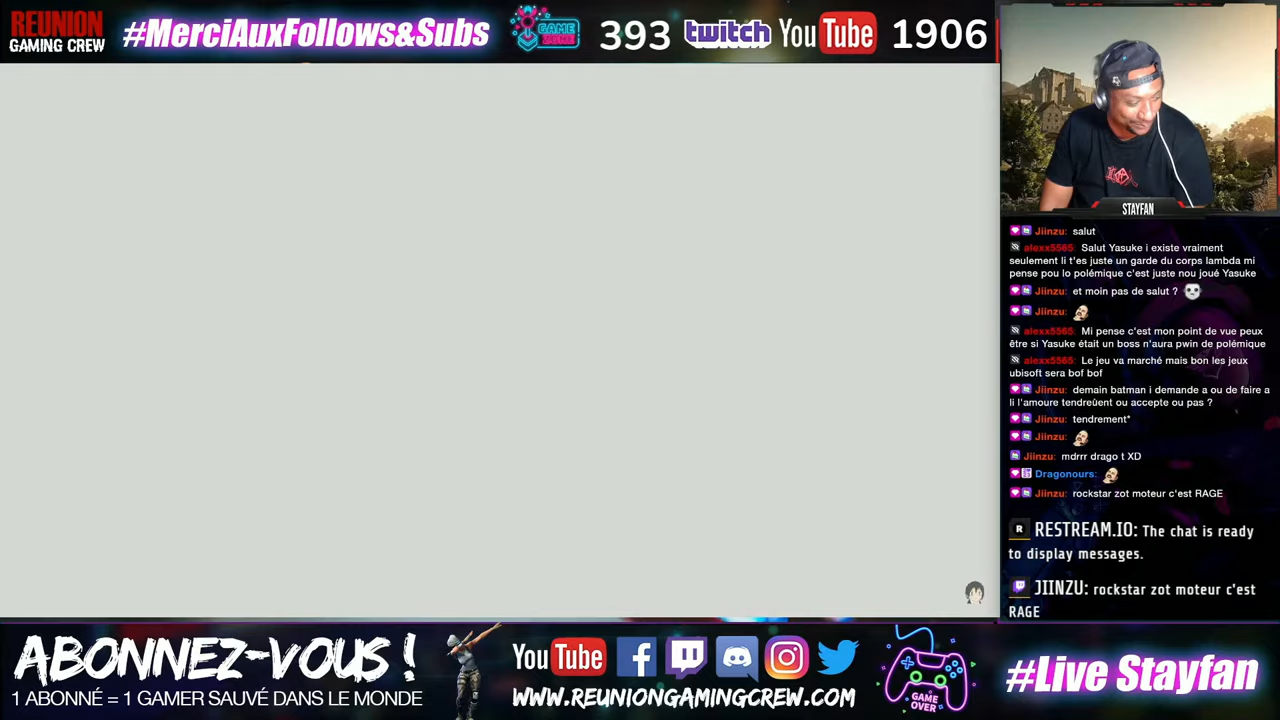 REUNION
GAMING CREW
#MerciAuxFollows&Subs
GAME
393
twitch
YouTube
1906
STAYFAN
Jiinzu: salut
alexx5565: Salut Yasuke i existe vraiment
seulement li t'es juste un garde du corps lambda mi
pense pou lo polémique c'est juste nou joué Yasuke
Jiinzu: et moin pas de salut ?
Jiinzu:
alexx5565: Mi pense c'est mon point de vue peux
être si Yasuke était un boss n'aura pwin de polémique
alexx5565: Le jeu va marché mais bon les jeux
ubisoft sera bof bof
Jiinzu: demain batman i demande a ou de faire a
li l'amoure tendreûent ou accepte ou pas ?
Jiinzu: tendrement*
Jiinzu:
Jiinzu: mdrrr drago t XD
Dragonours:
Jiinzu: rockstar zot moteur c'est RAGE
R RESTREAM.IO: The chat is ready
to display messages.
JIINZU: rockstar zot moteur c'est
RAGE
ABONNEZ-VOUS !
1 ABONNÉ = 1 GAMER SAUVÉ DANS LE MONDE
YouTube
WWW.REUNIONGAMINGCREW.COM
GAME
OVER
#Live Stayfan